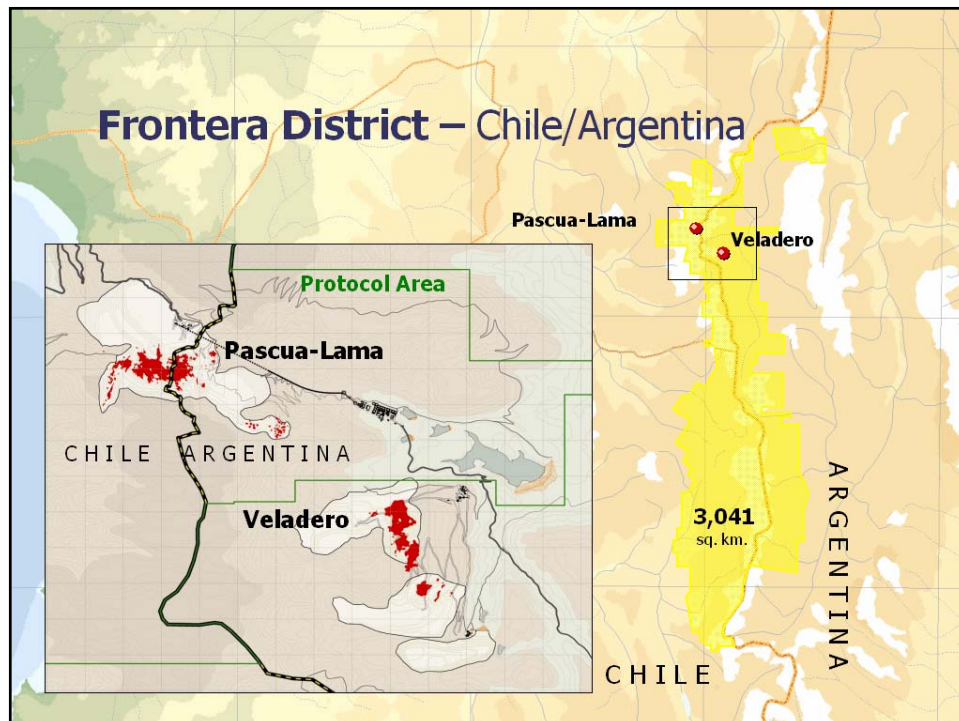 Frontera District – Chile/Argentina
Pascua-Lama
Veladero
Protocol Area
Pascua-Lama
CHILE ARGENTINA
Veladero
3,041
sq. km.
ARGENTINA
CHILE